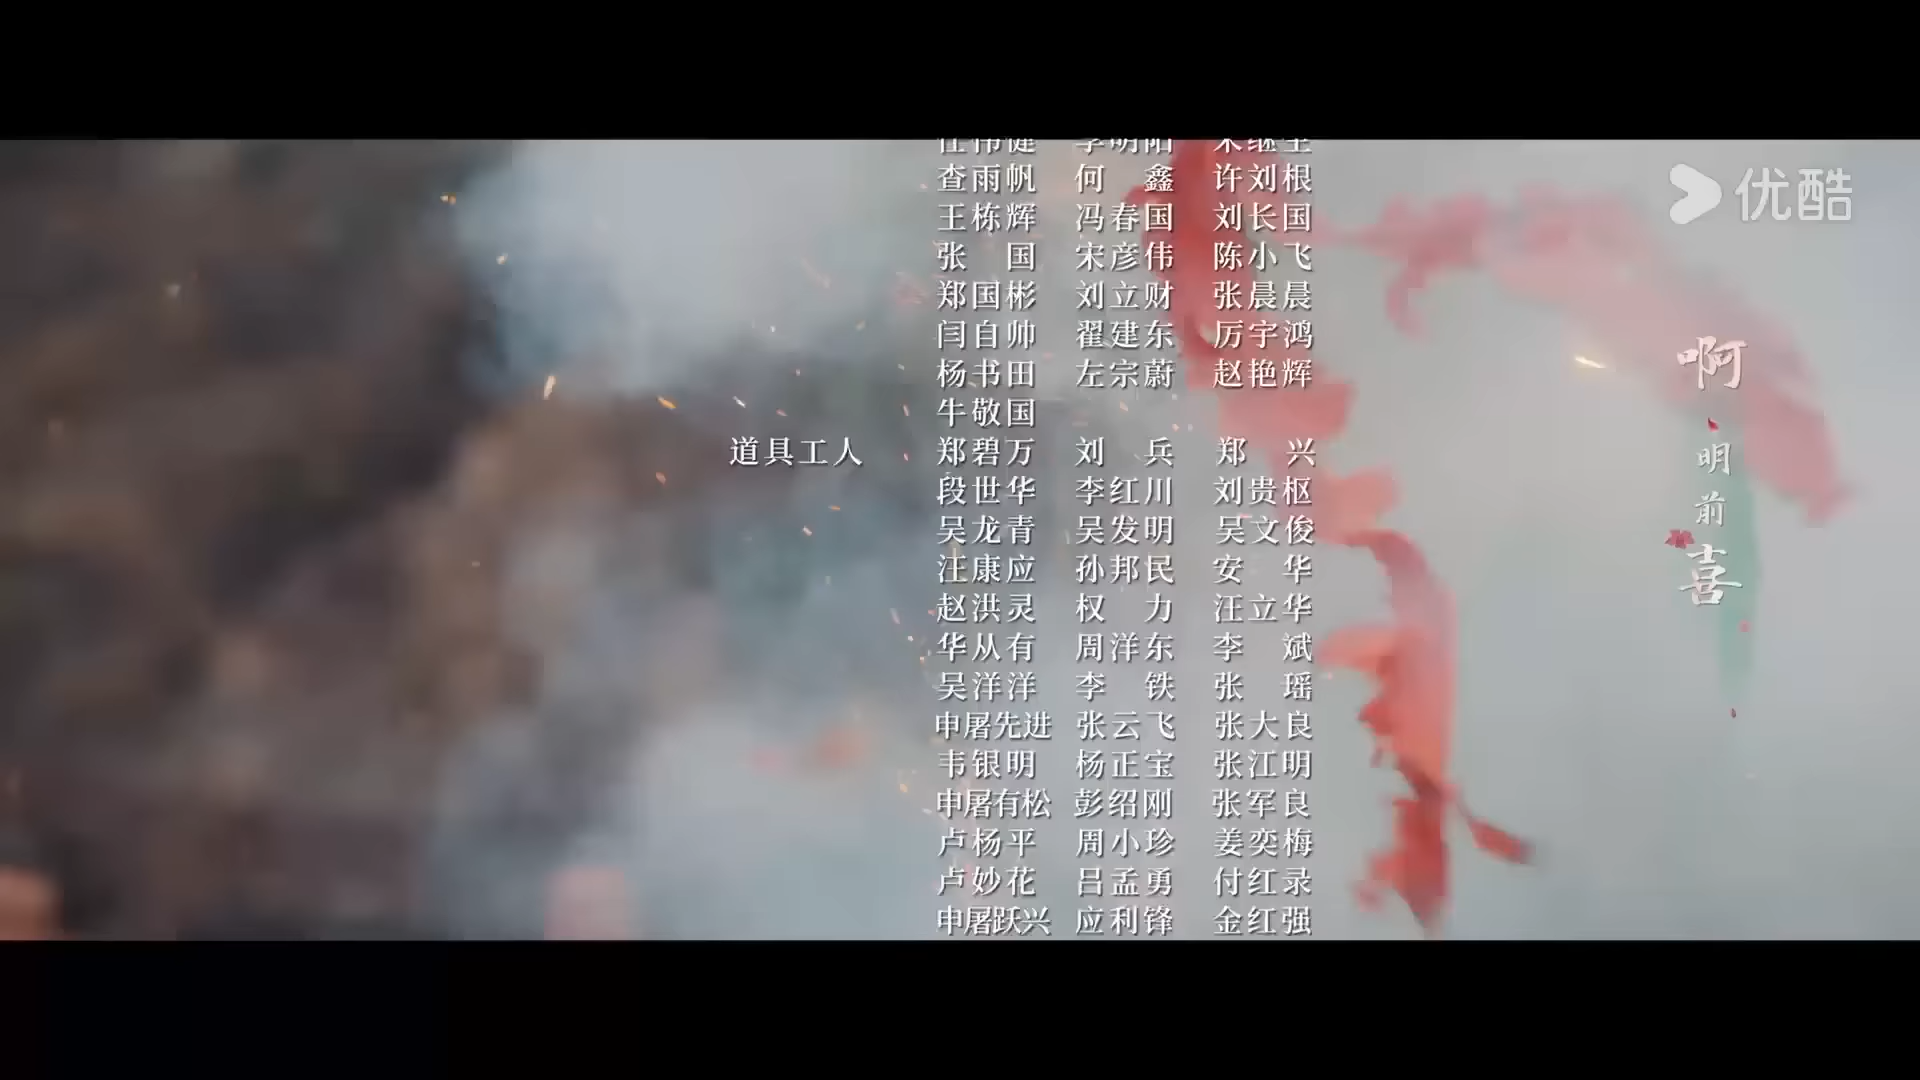 查雨帆 何 鑫 许刘根
王栋辉 冯春国 刘长国
张 国 宋彦伟 陈小飞
郑国彬 刘立财 张晨晨
闫自帅 翟建东 厉宇鸿
杨书田 左宗蔚 赵艳辉
牛敬国
道具工人 郑碧万 刘 兵 郑 兴
段世华 李红川 刘贵枢
吴龙青 吴发明 吴文俊
汪康应 孙邦民 安 华
赵洪灵 权 力 汪立华
华从有 周洋东 李 斌
吴洋洋 李 铁 张 瑶
申屠先进 张云飞 张大良
韦银明 杨正宝 张江明
申屠有松 彭绍刚 张军良
卢杨平 周小珍 姜奕梅
卢妙花 吕孟勇 付红录
申屠跃兴 应利锋 金红强
优酷
啊
明前
喜